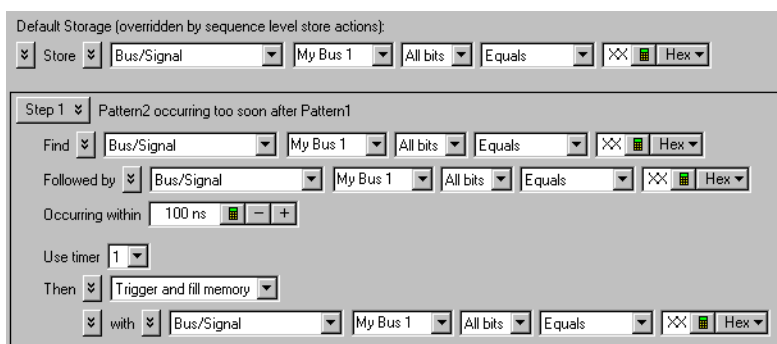 Default Storage (overridden by sequence level store actions):
Store Bus/Signal My Bus 1 All bits Equals XX Hex
Step 1 Pattern2 occurring too soon after Pattern1
Find Bus/Signal My Bus 1 All bits Equals XX Hex
Followed by Bus/Signal My Bus 1 All bits Equals XX Hex
Occurring within 100 ns − +
Use timer 1
Then Trigger and fill memory
with Bus/Signal My Bus 1 All bits Equals XX Hex